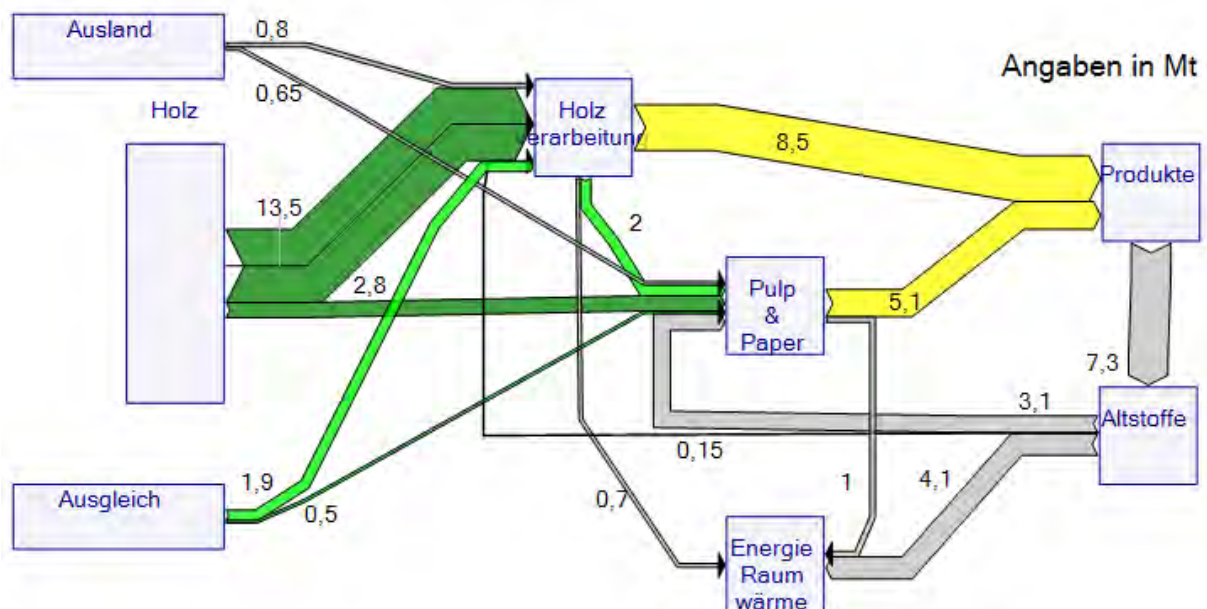 Ausland
0,8
0,65
Angaben in Mt
Holz
Holz
erarbeitung
8,5
Produkte
13,5
2
2,8
Pulp
&
Paper
5,1
7,3
3,1
Altstoffe
0,15
1,9
0,5
Ausgleich
0,7
1
4,1
Energie
Raum
wärme